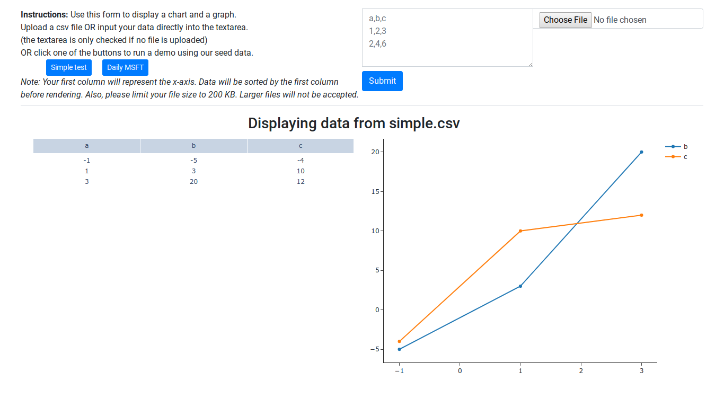 Instructions: Use this form to display a chart and a graph.
Upload a csv file OR input your data directly into the textarea.
(the textarea is only checked if no file is uploaded)
OR click one of the buttons to run a demo using our seed data.
Simple test Daily MSFT
Note: Your first column will represent the x-axis. Data will be sorted by the first column
before rendering. Also, please limit your file size to 200 KB. Larger files will not be accepted.
a,b,c
1,2,3
2,4,6
Choose File No file chosen
Submit
Displaying data from simple.csv
a b c
-1 -5 -4
1 3 10
3 20 12
20
15
10
5
0
−5
−1 0 1 2 3
b
c